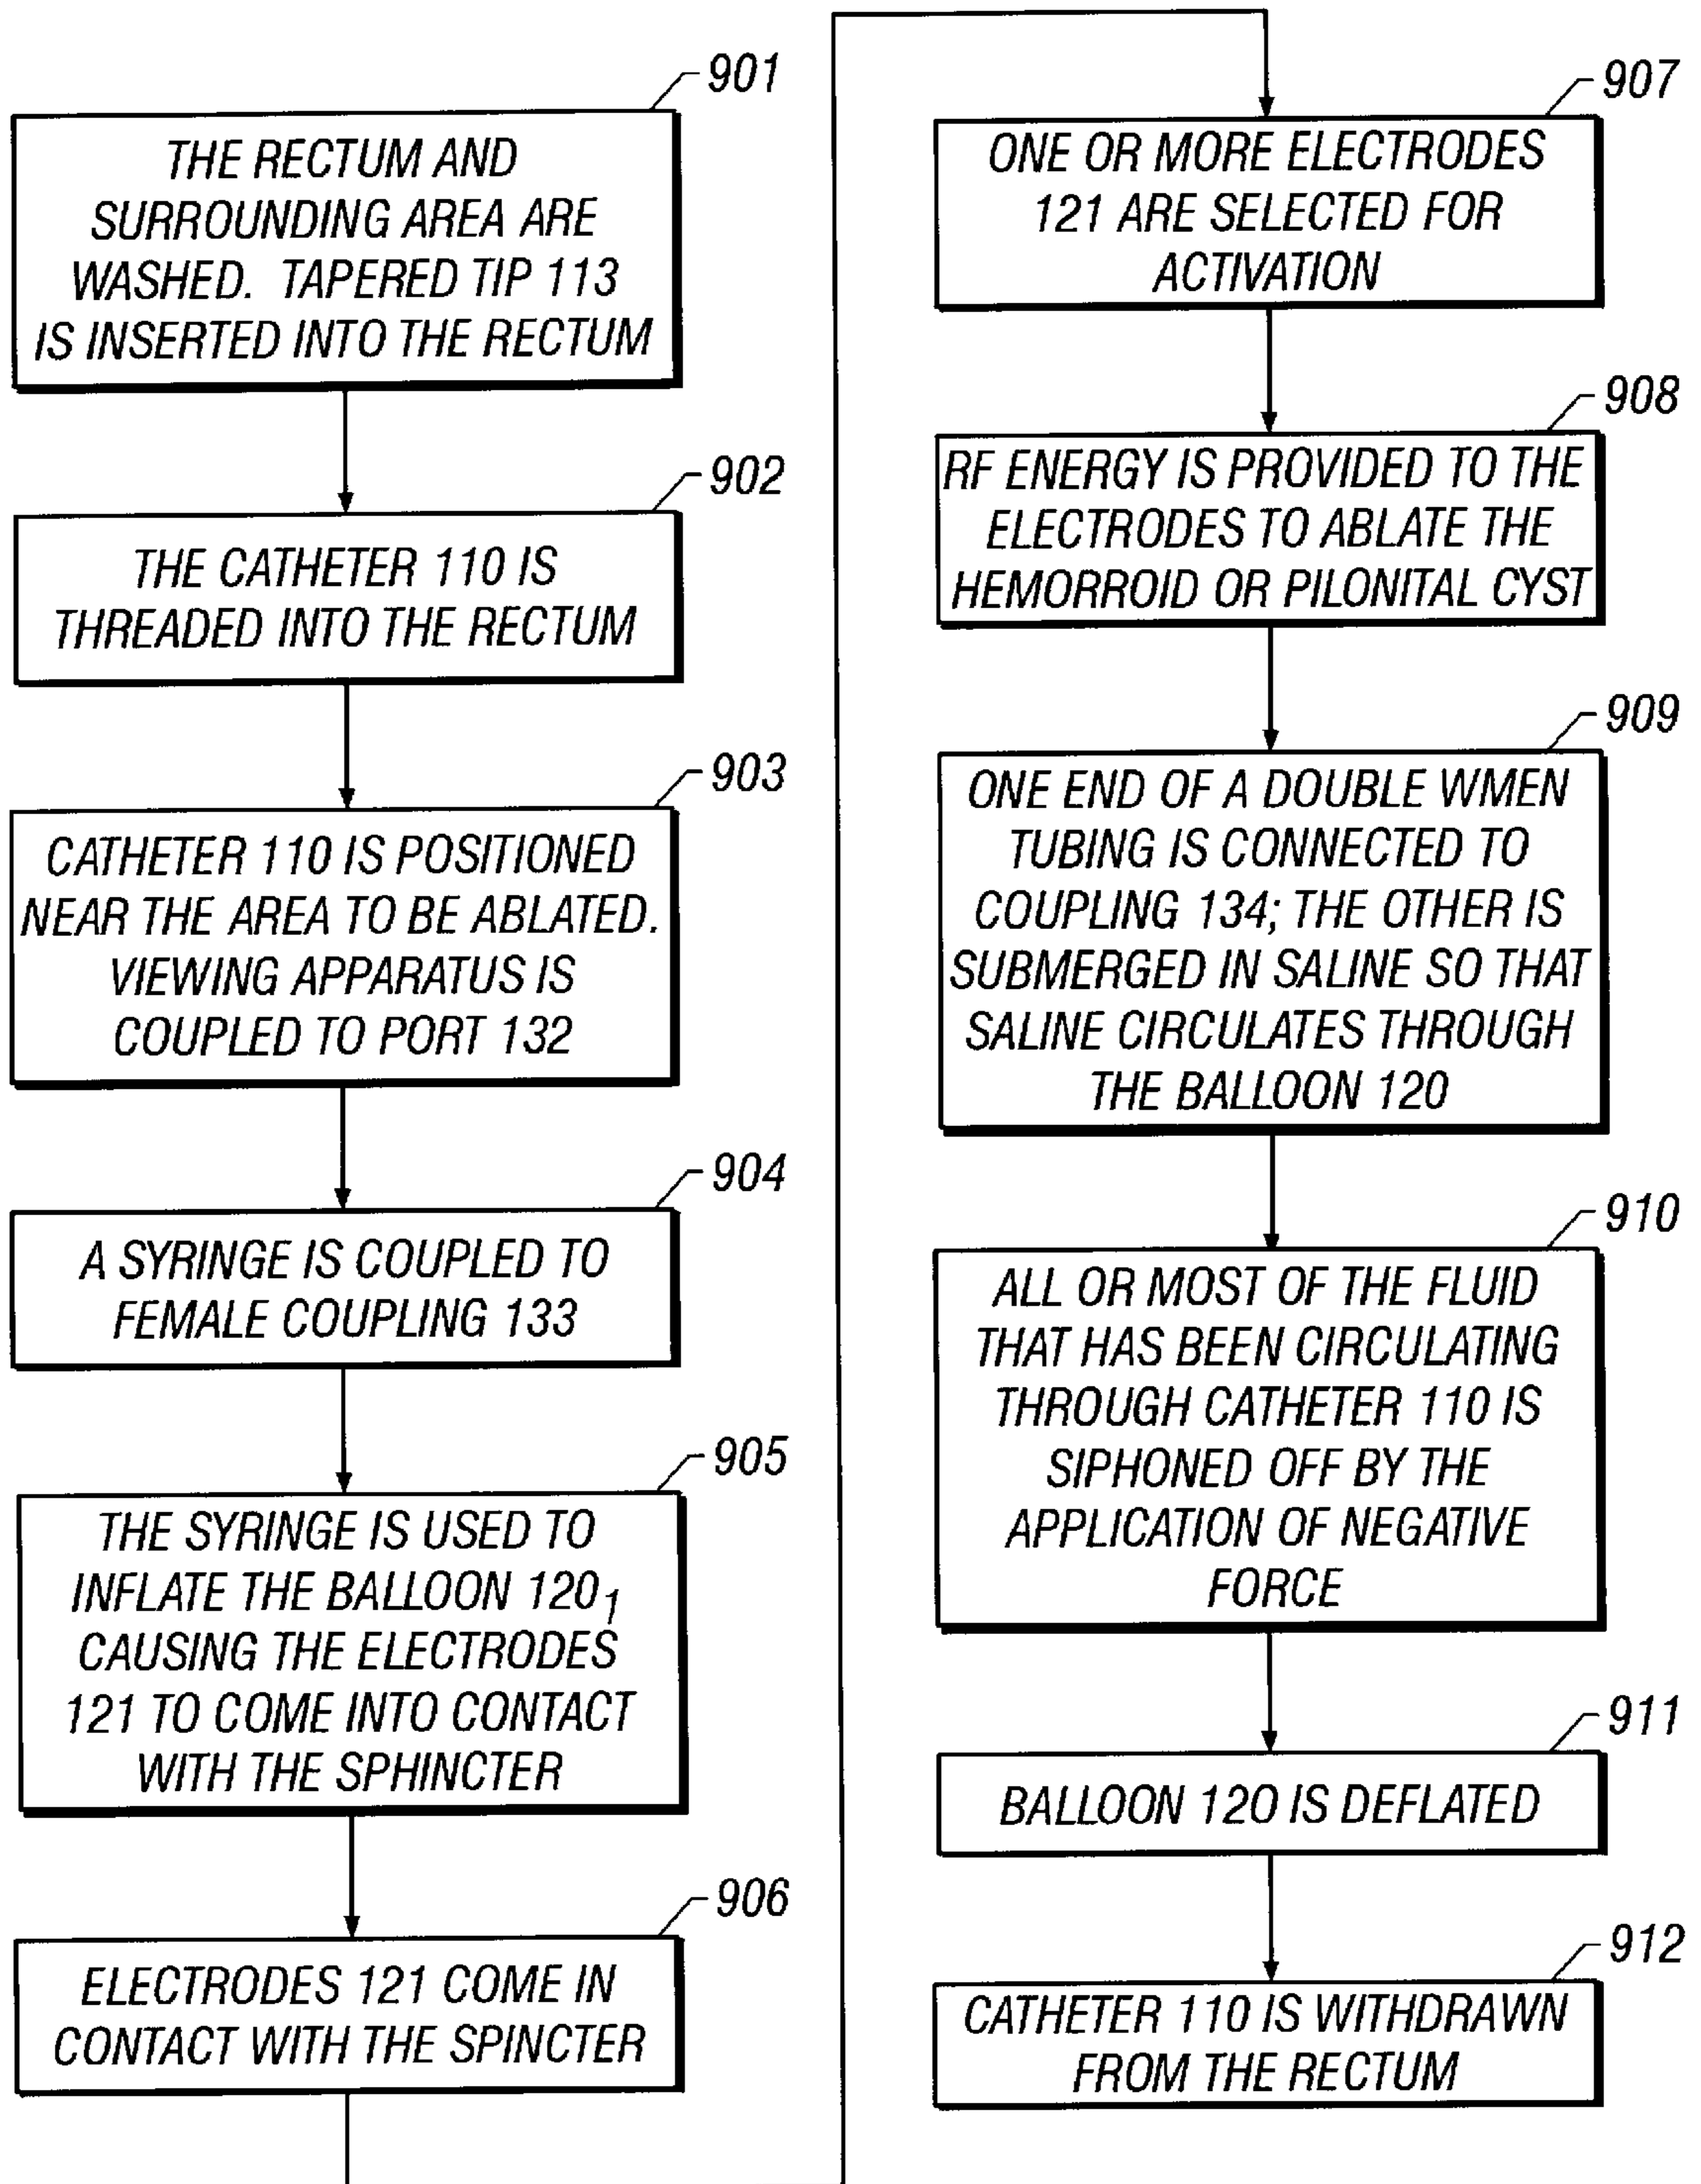 901
THE RECTUM AND
SURROUNDING AREA ARE
WASHED. TAPERED TIP 113
IS INSERTED INTO THE RECTUM
902
THE CATHETER 110 IS
THREADED INTO THE RECTUM
903
CATHETER 110 IS POSITIONED
NEAR THE AREA TO BE ABLATED.
VIEWING APPARATUS IS
COUPLED TO PORT 132
904
A SYRINGE IS COUPLED TO
FEMALE COUPLING 133
905
THE SYRINGE IS USED TO
INFLATE THE BALLOON 120₁
CAUSING THE ELECTRODES
121 TO COME INTO CONTACT
WITH THE SPHINCTER
906
ELECTRODES 121 COME IN
CONTACT WITH THE SPINCTER
907
ONE OR MORE ELECTRODES
121 ARE SELECTED FOR
ACTIVATION
908
RF ENERGY IS PROVIDED TO THE
ELECTRODES TO ABLATE THE
HEMORROID OR PILONITAL CYST
909
ONE END OF A DOUBLE WMEN
TUBING IS CONNECTED TO
COUPLING 134; THE OTHER IS
SUBMERGED IN SALINE SO THAT
SALINE CIRCULATES THROUGH
THE BALLOON 120
910
ALL OR MOST OF THE FLUID
THAT HAS BEEN CIRCULATING
THROUGH CATHETER 110 IS
SIPHONED OFF BY THE
APPLICATION OF NEGATIVE
FORCE
911
BALLOON 120 IS DEFLATED
912
CATHETER 110 IS WITHDRAWN
FROM THE RECTUM